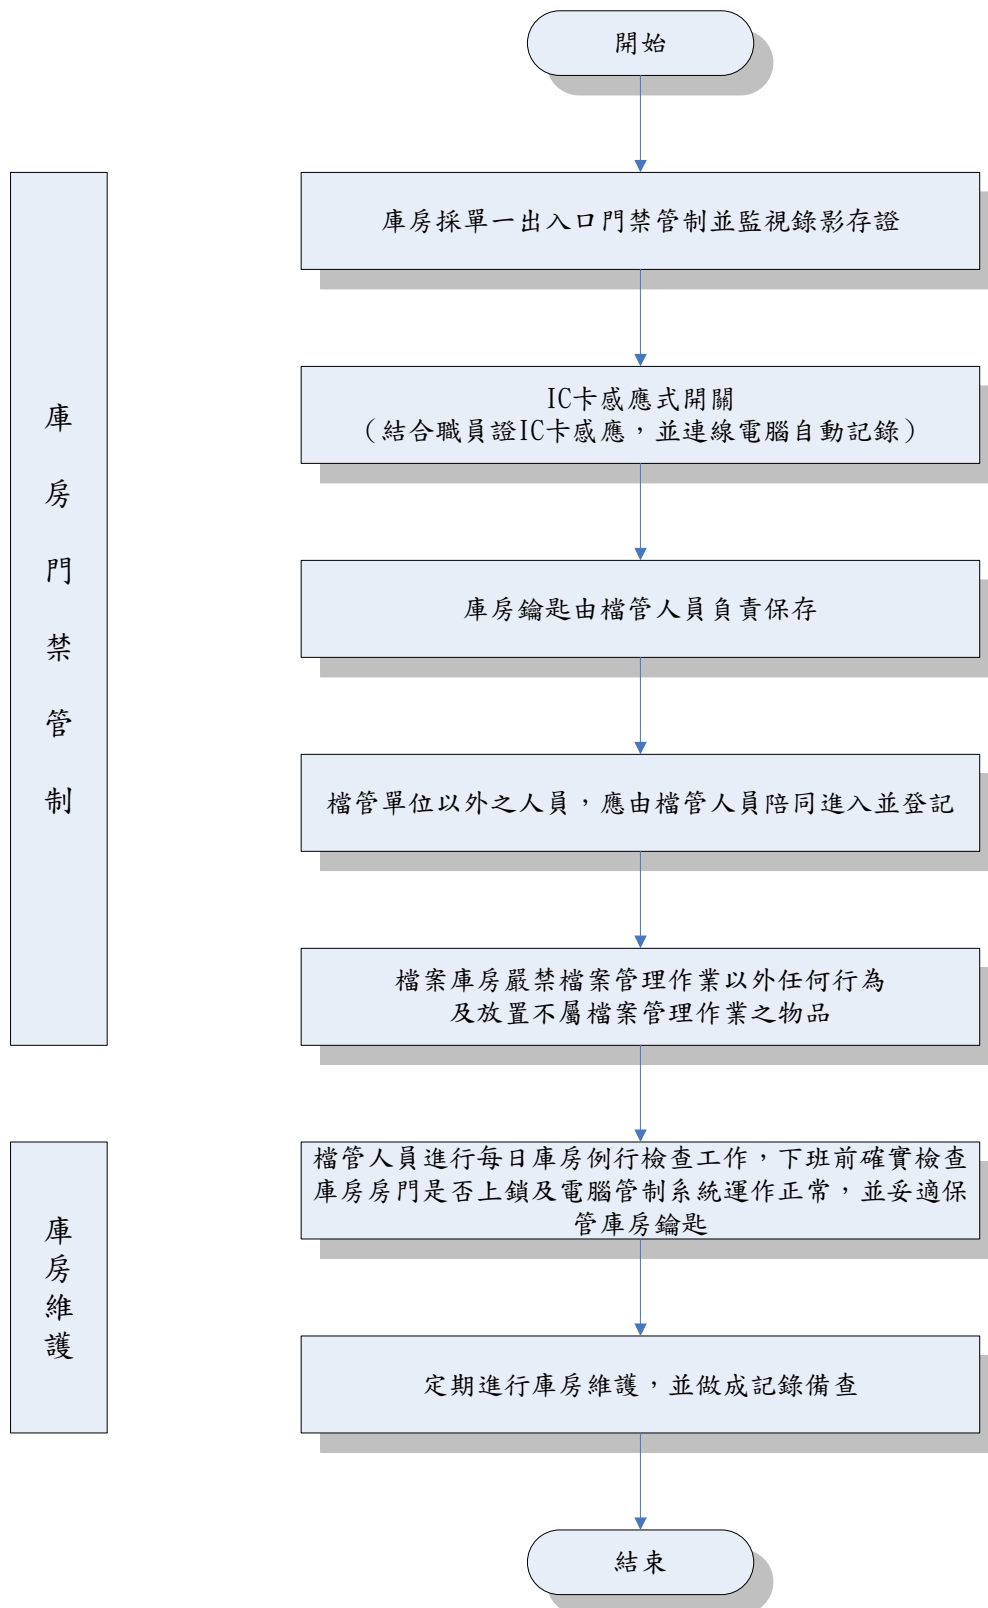 開始
庫房門禁管制
庫房採單一出入口門禁管制並監視錄影存證
IC卡感應式開關
（結合職員證IC卡感應，並連線電腦自動記錄）
庫房鑰匙由檔管人員負責保存
檔管單位以外之人員，應由檔管人員陪同進入並登記
檔案庫房嚴禁檔案管理作業以外任何行為
及放置不屬檔案管理作業之物品
庫房維護
檔管人員進行每日庫房例行檢查工作，下班前確實檢查
庫房房門是否上鎖及電腦管制系統運作正常，並妥適保
管庫房鑰匙
定期進行庫房維護，並做成記錄備查
結束